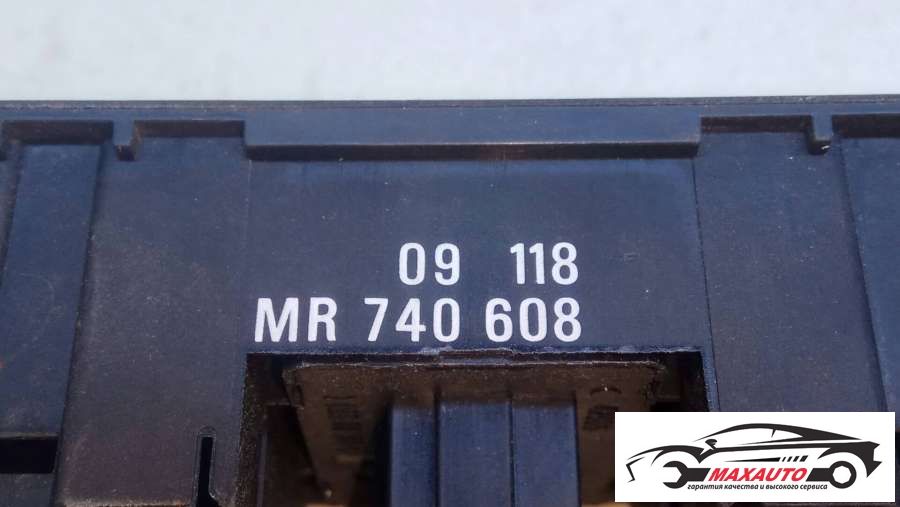 09 118
MR 740 608
MAXAUTO
гарантия качества и высокого сервиса